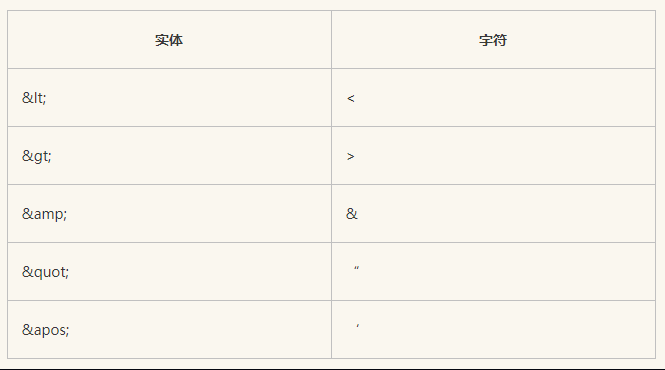 实体 字符
&lt; <
&gt; >
&amp; &
&quot; “
&apos; ‘